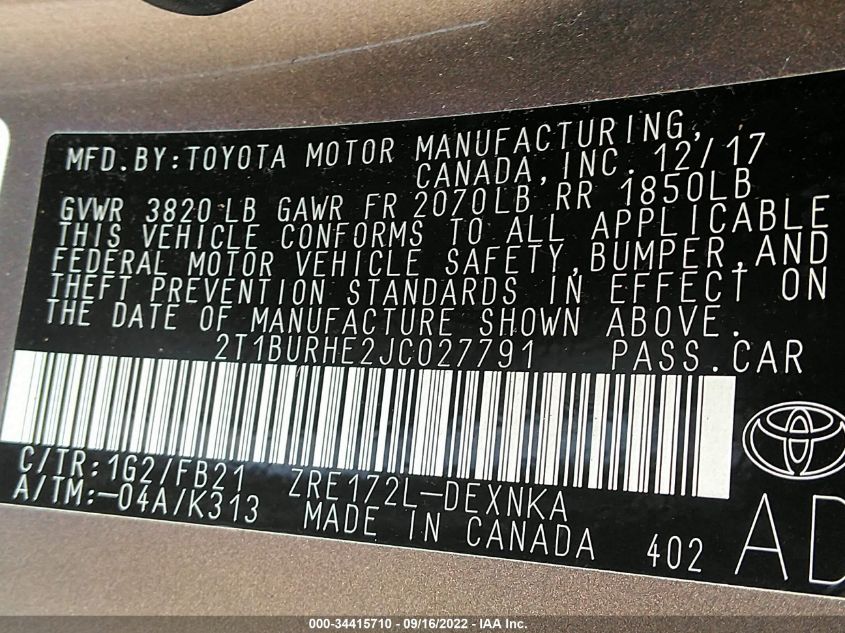 MFD.BY:TOYOTA MOTOR MANUFACTURING,
CANADA,INC. 12/17
GVWR 3820 LB GAWR FR 2070LB RR 1850LB
THIS VEHICLE CONFORMS TO ALL APPLICABLE
FEDERAL MOTOR VEHICLE SAFETY,BUMPER,AND
THEFT PREVENTION STANDARDS IN EFFECT ON
THE DATE OF MANUFACTURE SHOWN ABOVE.
2T1BURHE2JC027791 PASS.CAR
C/TR:1G2/FB21 ZRE172L-DEXNKA
A/TM:-04A/K313 MADE IN CANADA 402 AD
000-34415710 - 09/16/2022 - IAA Inc.